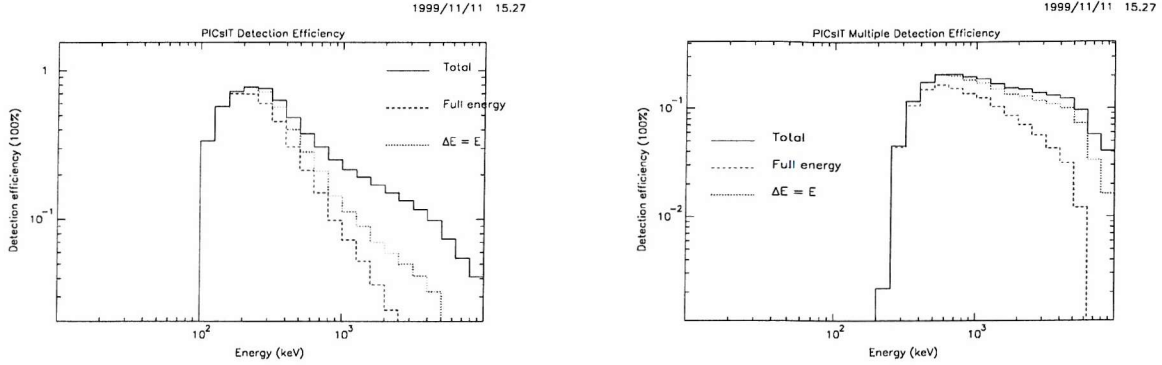 1999/11/11 15.27
PICsIT Detection Efficiency
Detection efficiency (100%)
1
10⁻¹
Total
Full energy
ΔE = E
10²
10³
Energy (keV)
1999/11/11 15.27
PICsIT Multiple Detection Efficiency
Detection efficiency (100%)
10⁻¹
10⁻²
Total
Full energy
ΔE = E
10²
10³
Energy (keV)